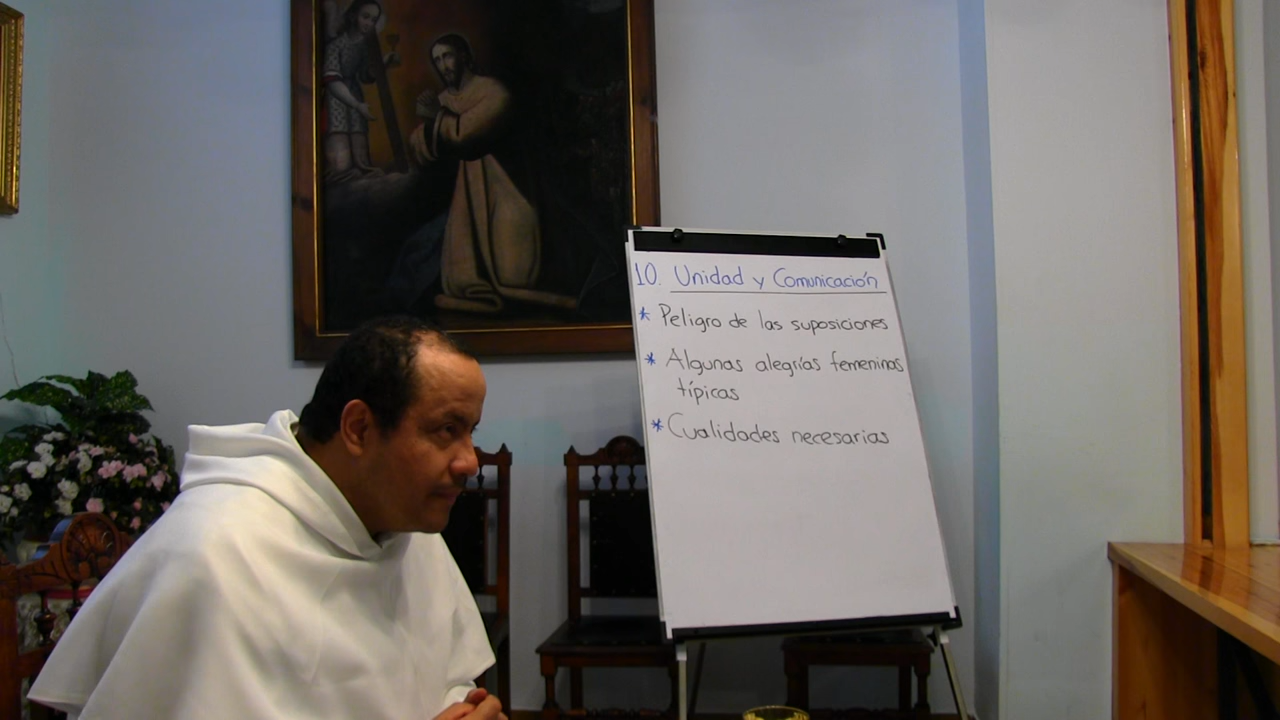 10. Unidad y Comunicación
* Peligro de las suposiciones
* Algunas alegrías femeninas
típicas
* Cualidades necesarias